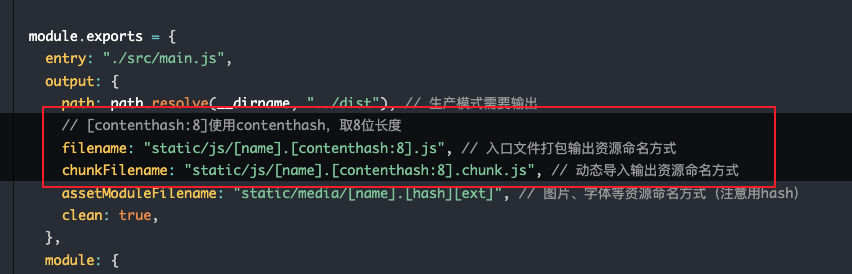 module.exports = {
entry: "./src/main.js",
output: {
path: path.resolve(__dirname, "../dist"), // 生产模式需要输出
// [contenthash:8]使用contenthash，取8位长度
filename: "static/js/[name].[contenthash:8].js", // 入口文件打包输出资源命名方式
chunkFilename: "static/js/[name].[contenthash:8].chunk.js", // 动态导入输出资源命名方式
assetModuleFilename: "static/media/[name].[hash][ext]", // 图片、字体等资源命名方式（注意用hash）
clean: true,
},
module: {